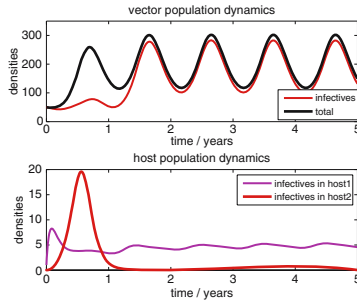 vector population dynamics
300
200
100
0
densities
infectives
total
0 1 2 3 4 5
time / years
host population dynamics
20
15
10
5
0
densities
infectives in host1
infectives in host2
0 1 2 3 4 5
time / years